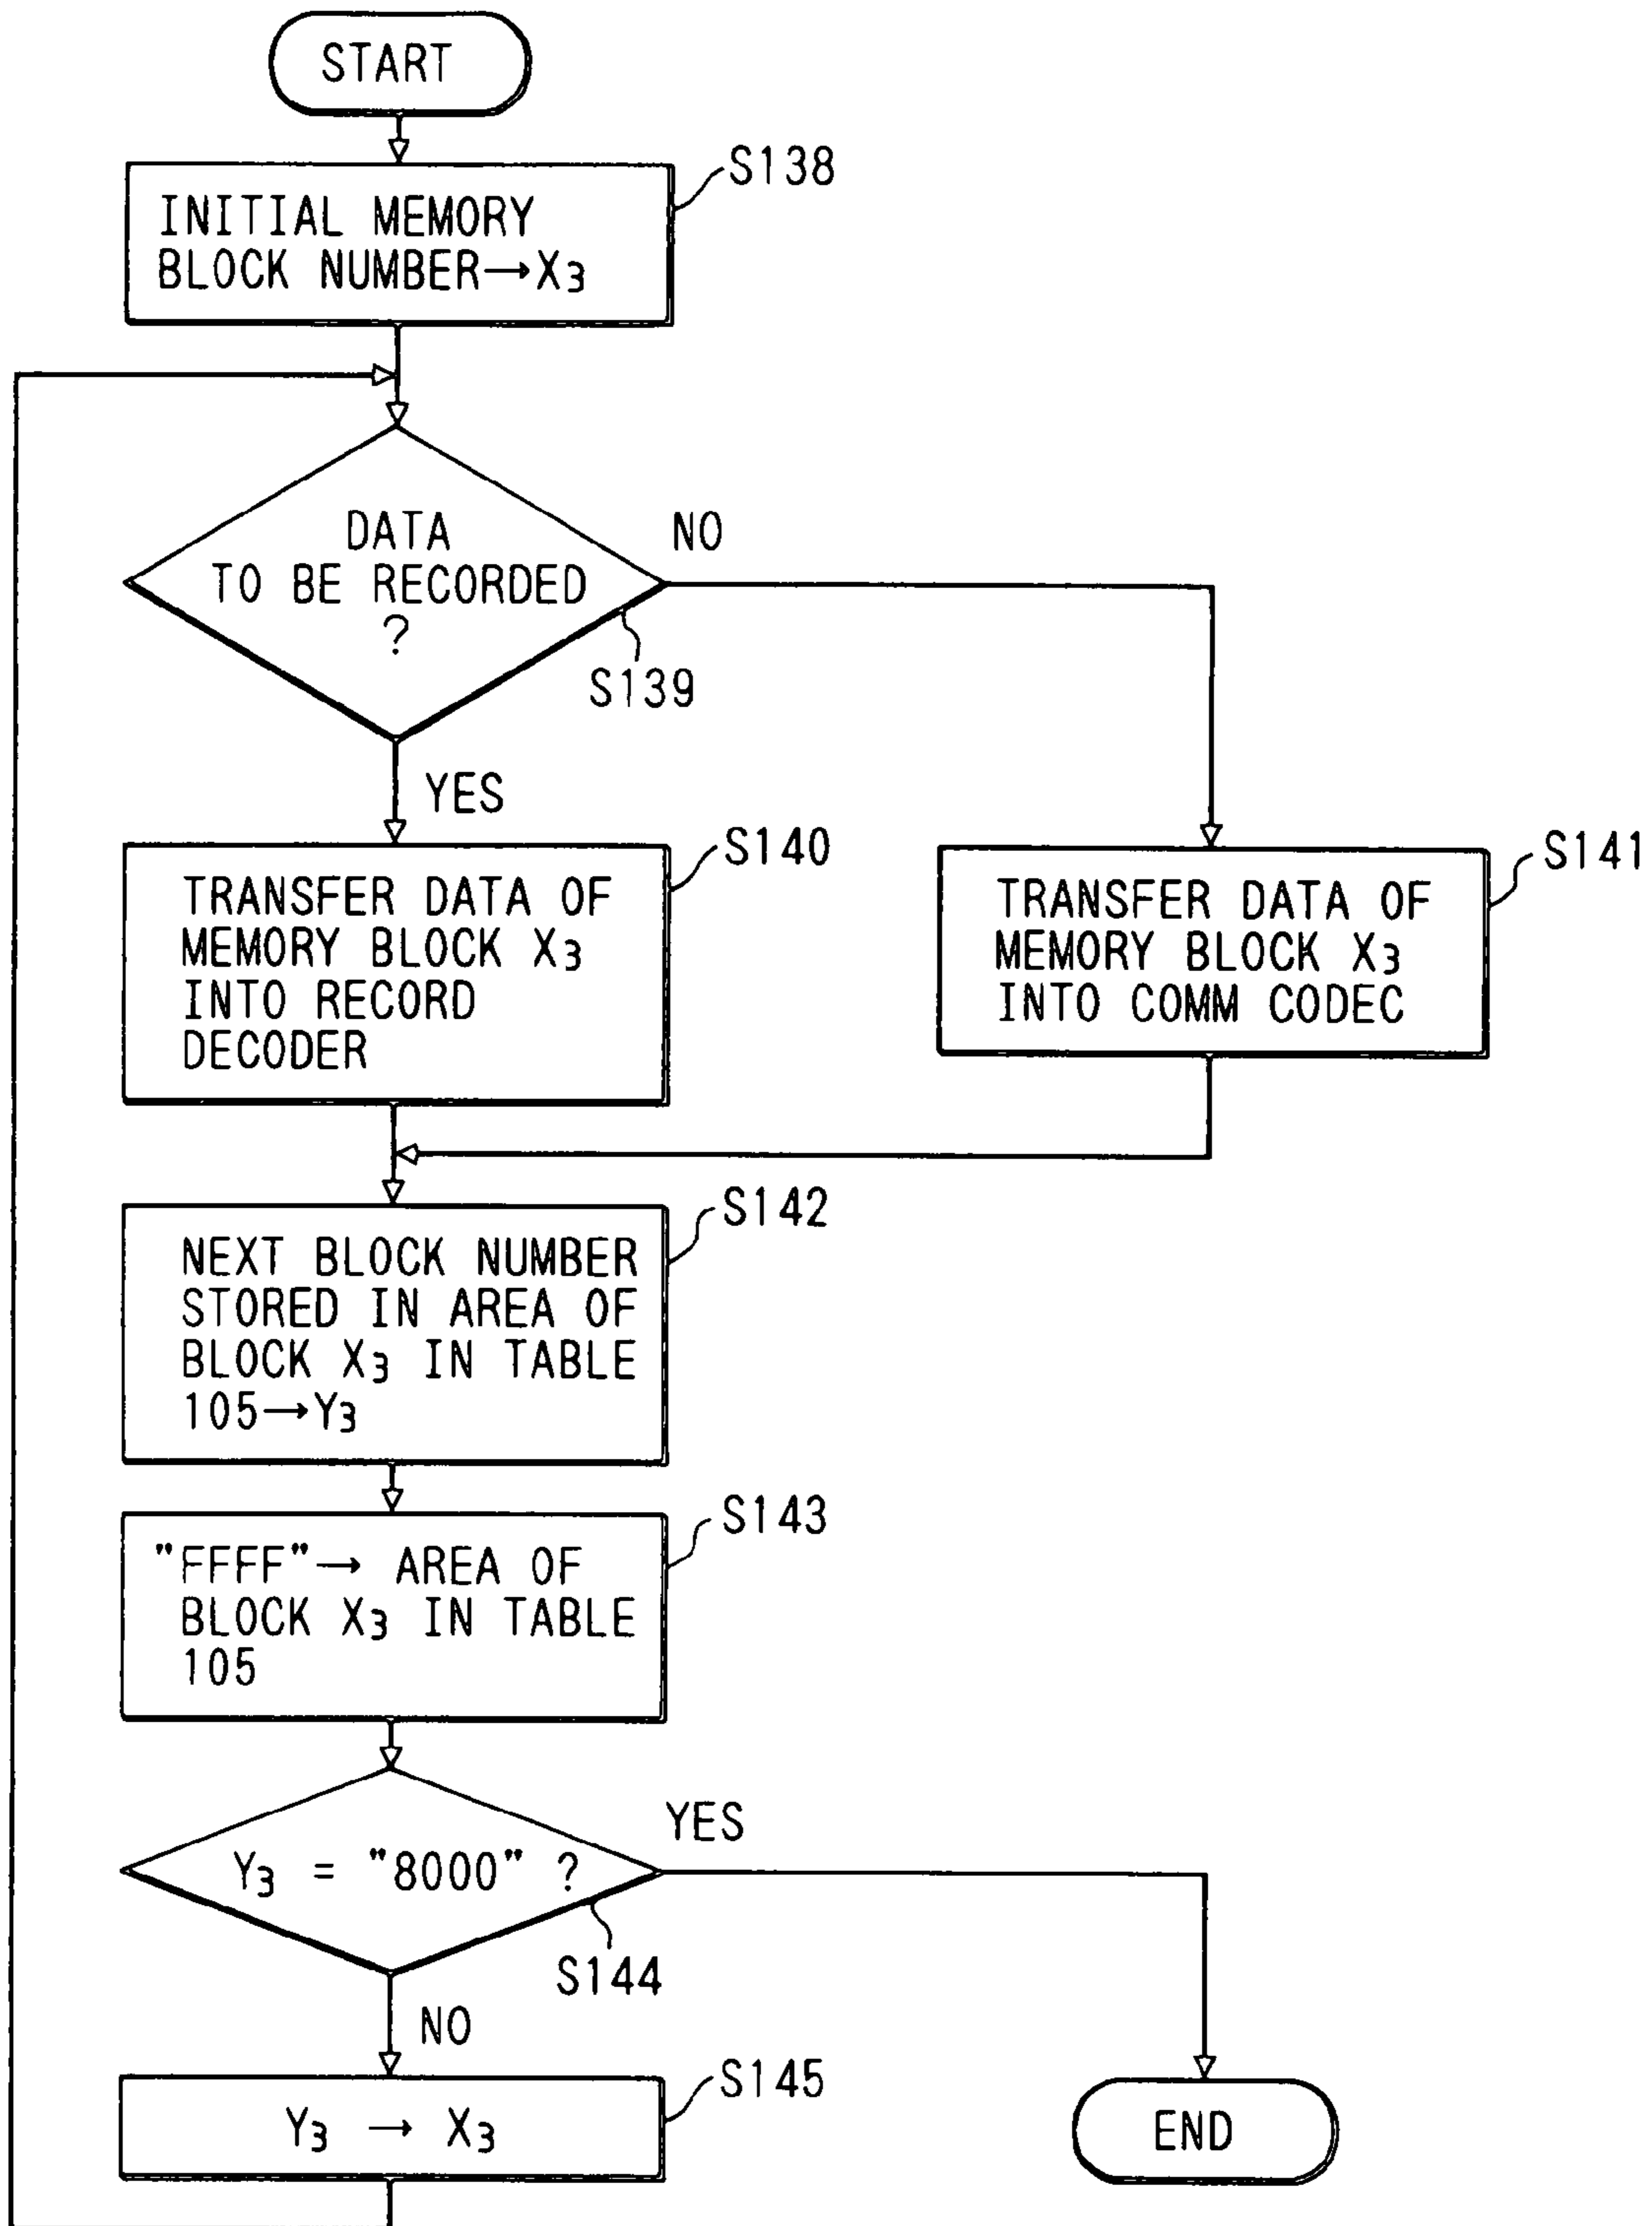 START
S138
INITIAL MEMORY
BLOCK NUMBER→X3
DATA
TO BE RECORDED
?
NO
S139
YES
S140
TRANSFER DATA OF
MEMORY BLOCK X3
INTO RECORD
DECODER
S141
TRANSFER DATA OF
MEMORY BLOCK X3
INTO COMM CODEC
S142
NEXT BLOCK NUMBER
STORED IN AREA OF
BLOCK X3 IN TABLE
105→Y3
S143
"FFFF"→ AREA OF
BLOCK X3 IN TABLE
105
Y3 = "8000" ?
YES
S144
NO
S145
Y3 → X3
END